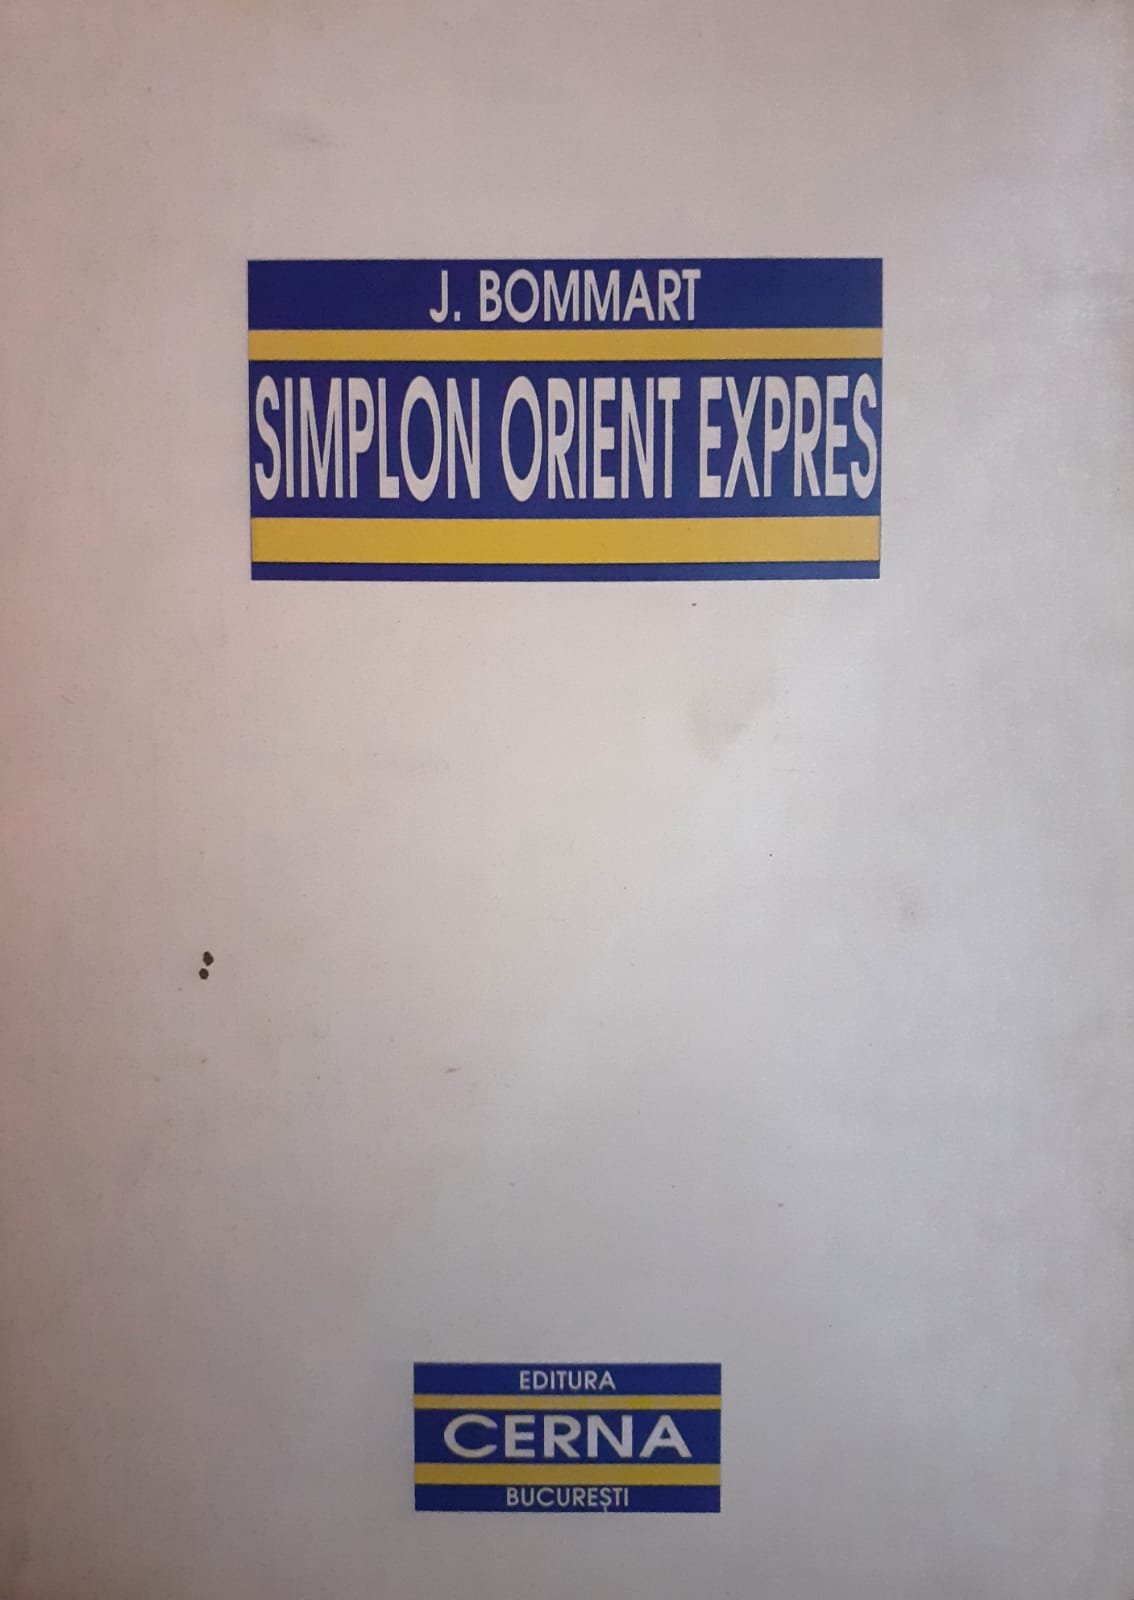 J. BOMMART
SIMPLON ORIENT EXPRES
EDITURA
CERNA
BUCUREȘTI